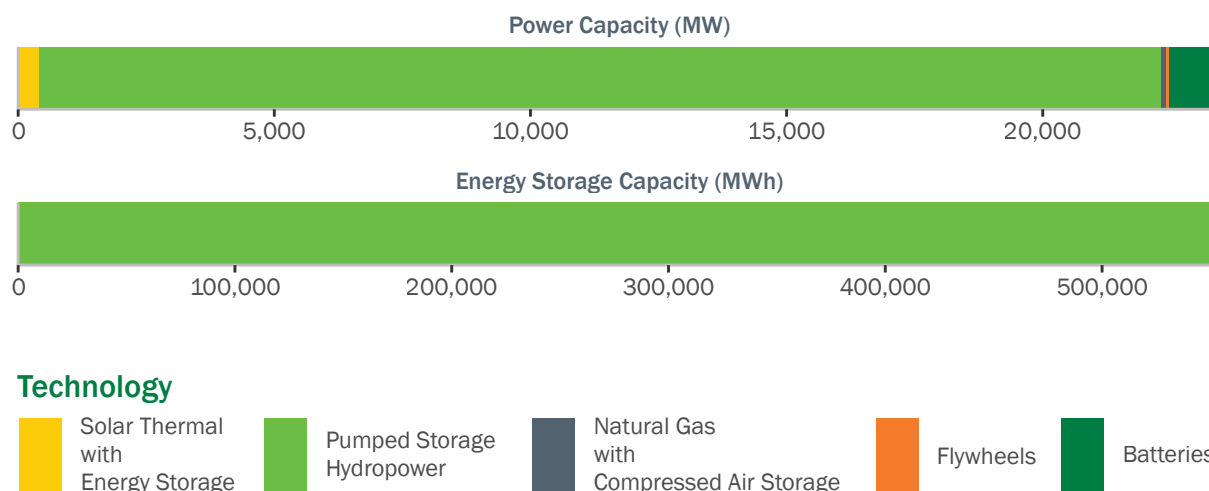 Power Capacity (MW)
0 5,000 10,000 15,000 20,000
Energy Storage Capacity (MWh)
0 100,000 200,000 300,000 400,000 500,000
Technology
Solar Thermal
with
Energy Storage
Pumped Storage
Hydropower
Natural Gas
with
Compressed Air Storage
Flywheels
Batteries